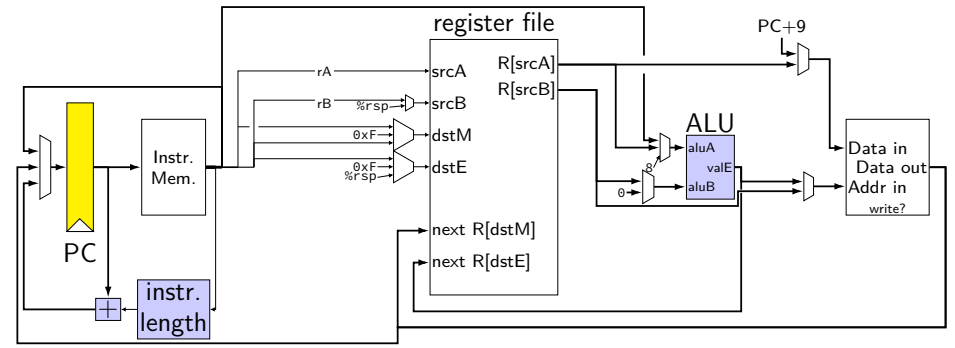 register file
PC+9
rA
srcA
R[srcA]
R[srcB]
rB
%rsp
srcB
0xF
dstM
0xF
%rsp
dstE
ALU
aluA
valE
aluB
8
0
Instr.
Mem.
Data in
Data out
Addr in
write?
PC
next R[dstM]
next R[dstE]
instr.
length
+